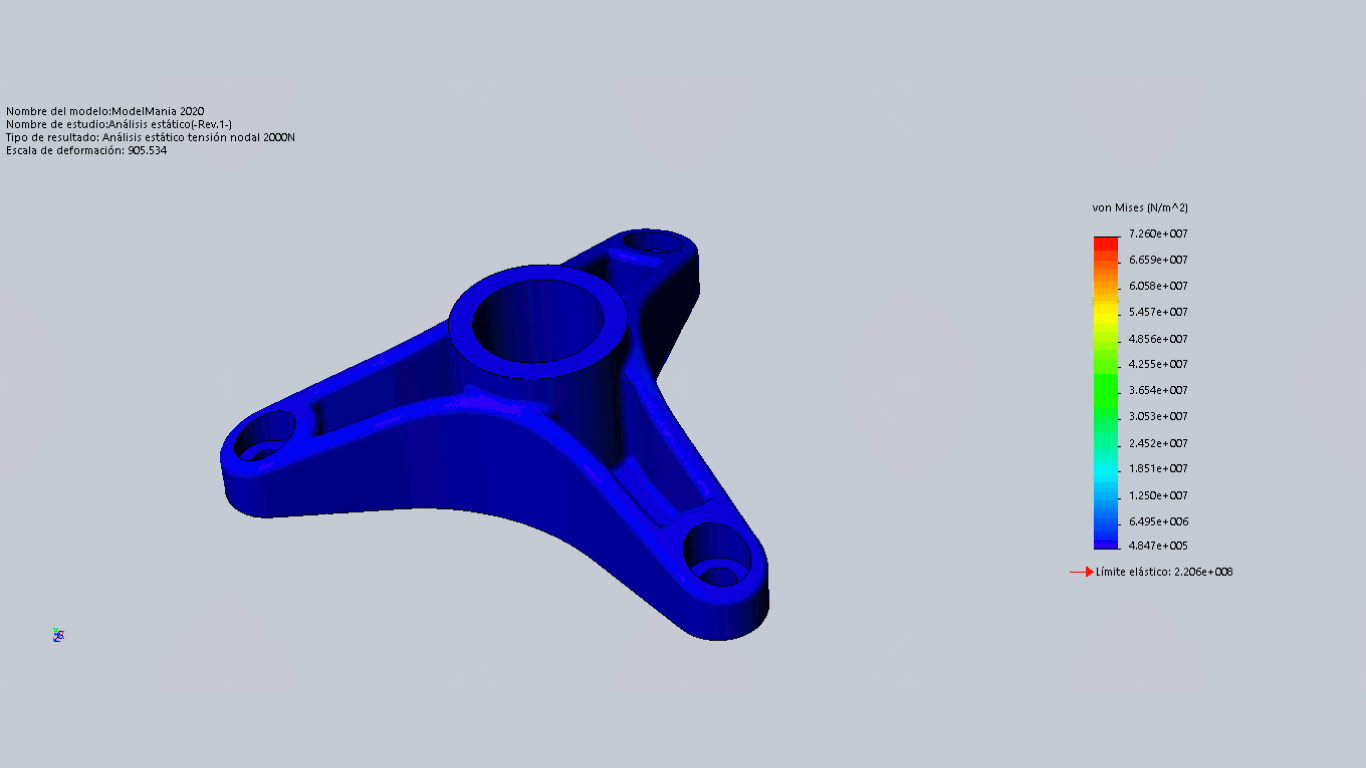 Nombre del modelo:ModelMania 2020
Nombre de estudio:Análisis estático(-Rev.1-)
Tipo de resultado: Análisis estático tensión nodal 2000N
Escala de deformación: 905.534
von Mises (N/m^2)
7.260e+007
6.659e+007
6.058e+007
5.457e+007
4.856e+007
4.255e+007
3.654e+007
3.053e+007
2.452e+007
1.851e+007
1.250e+007
6.495e+006
4.847e+005
Límite elástico: 2.206e+008